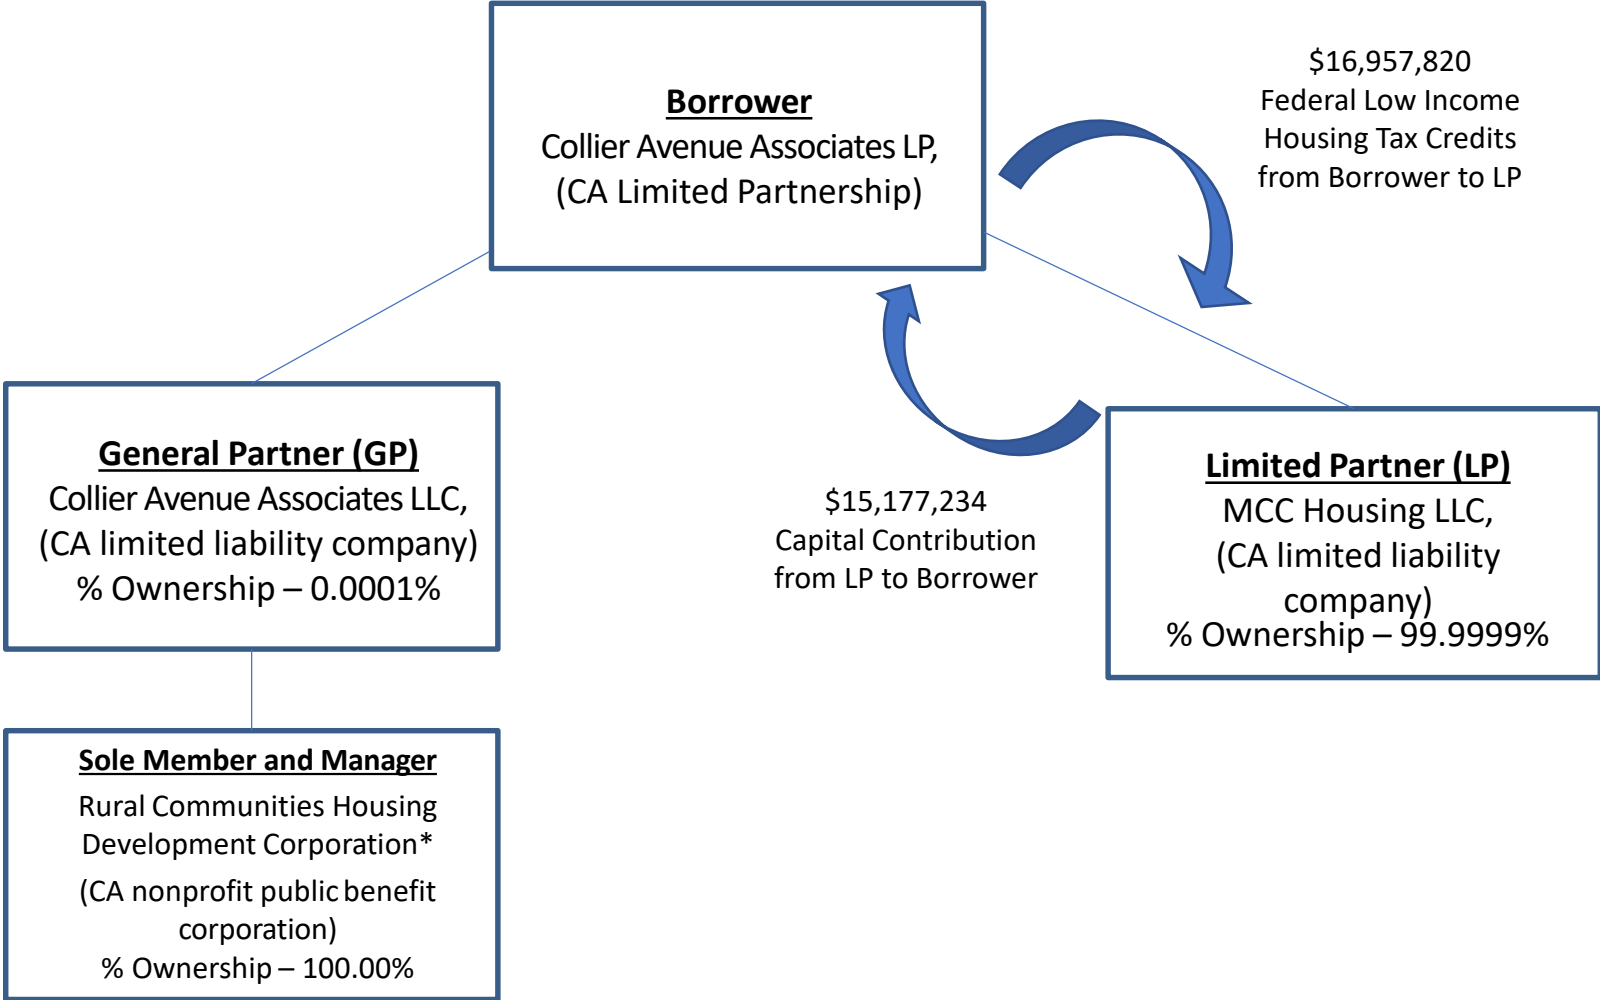 Borrower
Collier Avenue Associates LP,
(CA Limited Partnership)
$16,957,820
Federal Low Income
Housing Tax Credits
from Borrower to LP
General Partner (GP)
Collier Avenue Associates LLC,
(CA limited liability company)
% Ownership – 0.0001%
$15,177,234
Capital Contribution
from LP to Borrower
Limited Partner (LP)
MCC Housing LLC,
(CA limited liability
company)
% Ownership – 99.9999%
Sole Member and Manager
Rural Communities Housing
Development Corporation*
(CA nonprofit public benefit
corporation)
% Ownership – 100.00%